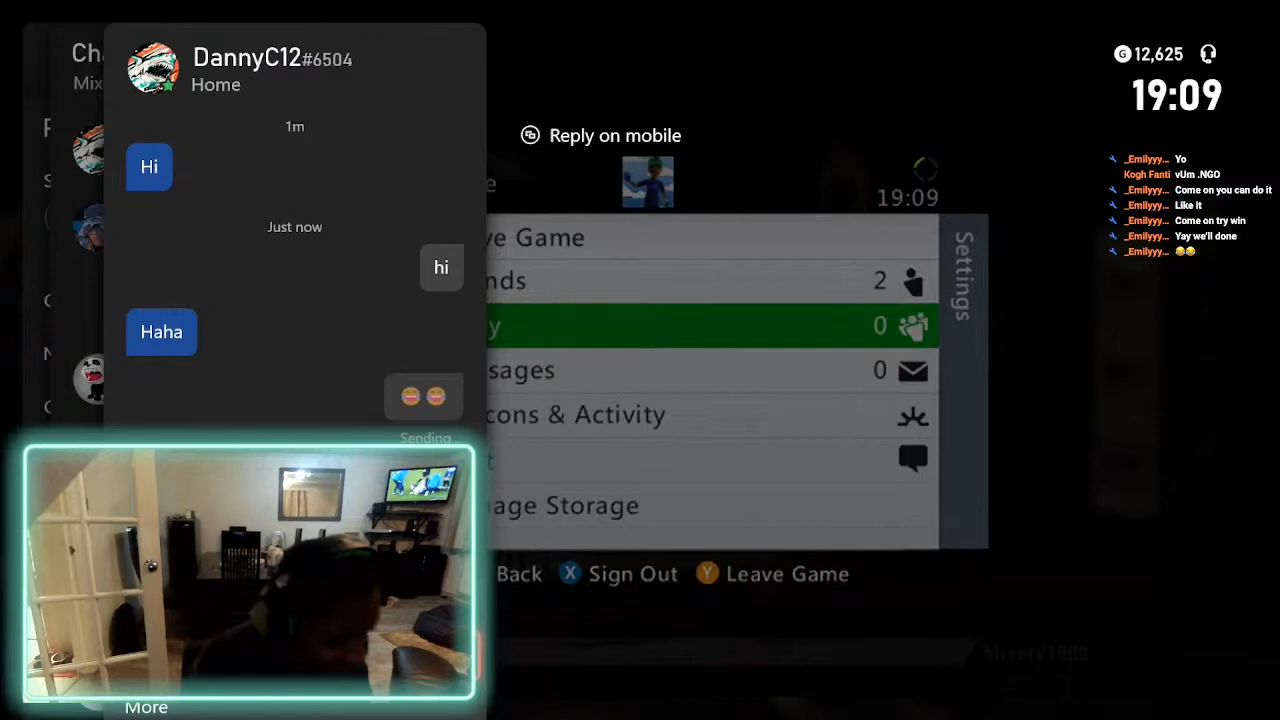 Cha
Mix
DannyC12#6504
Home
1m
Hi
Just now
hi
Haha
😄😄
Sending
More
Reply on mobile
19:09
ve Game
nds 2
y 0
sages 0
cons & Activity
t
age Storage
Settings
Back X Sign Out Y Leave Game
G 12,625
19:09
_Emilyyy... Yo
Kogh Fanti vUm .NGO
_Emilyyy... Come on you can do it
_Emilyyy... Like it
_Emilyyy... Come on try win
_Emilyyy... Yay we'll done
_Emilyyy... 😂😂